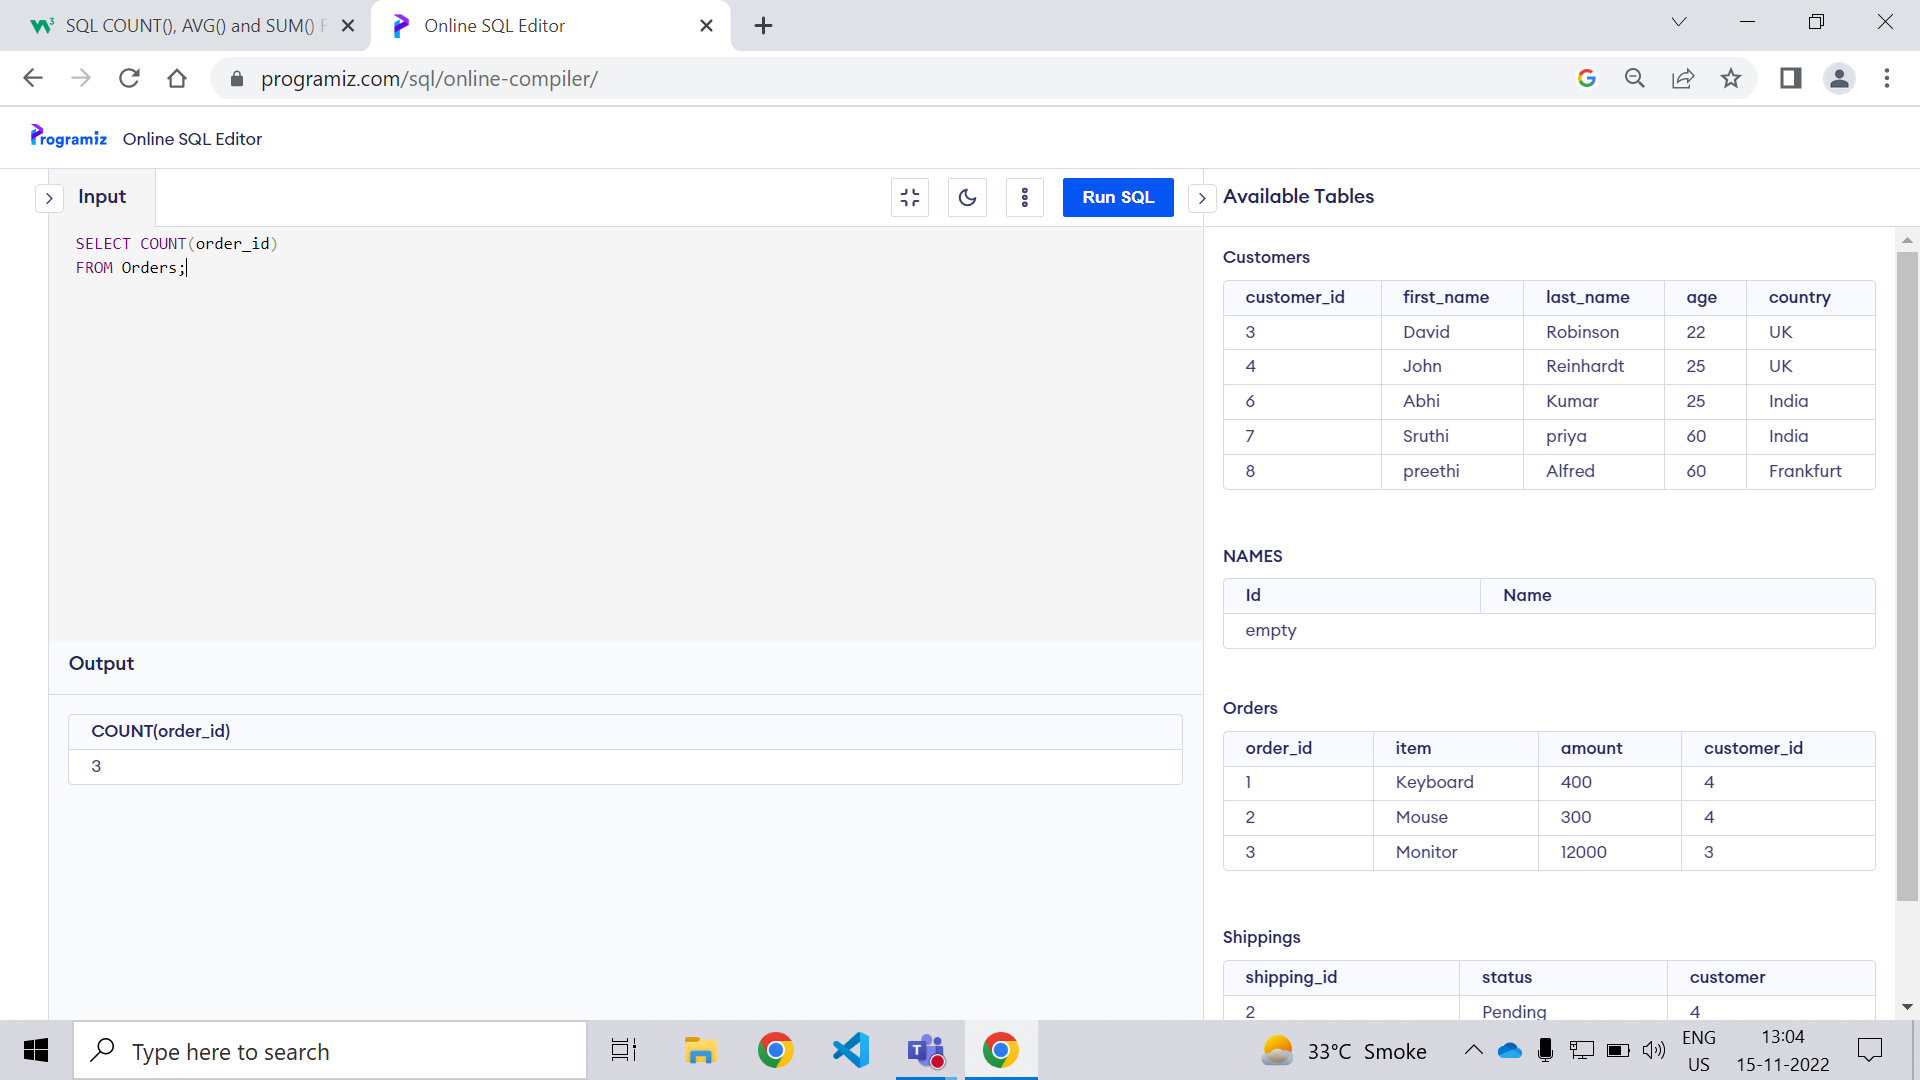 SQL COUNT(), AVG() and SUM() F
Online SQL Editor
programiz.com/sql/online-compiler/
Programiz Online SQL Editor
Input
Run SQL
SELECT COUNT(order_id)
FROM Orders;
Output
COUNT(order_id)
3
Available Tables
Customers
customer_id first_name last_name age country
3 David Robinson 22 UK
4 John Reinhardt 25 UK
6 Abhi Kumar 25 India
7 Sruthi priya 60 India
8 preethi Alfred 60 Frankfurt
NAMES
Id Name
empty
Orders
order_id item amount customer_id
1 Keyboard 400 4
2 Mouse 300 4
3 Monitor 12000 3
Shippings
shipping_id status customer
2 Pending 4
Type here to search
33°C Smoke
ENG
US
13:04
15-11-2022